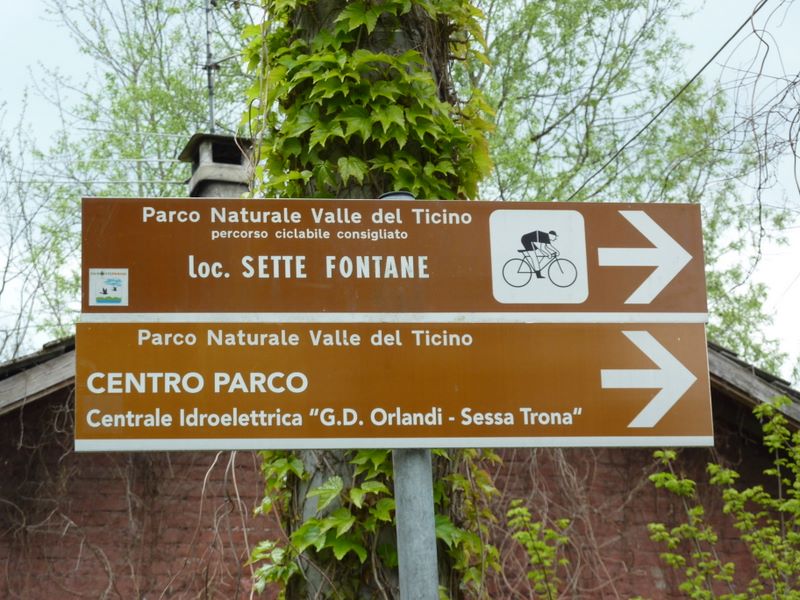 Parco Naturale Valle del Ticino
percorso ciclabile consigliato
loc. SETTE FONTANE
Parco Naturale Valle del Ticino
CENTRO PARCO
Centrale Idroelettrica "G.D. Orlandi - Sessa Trona"